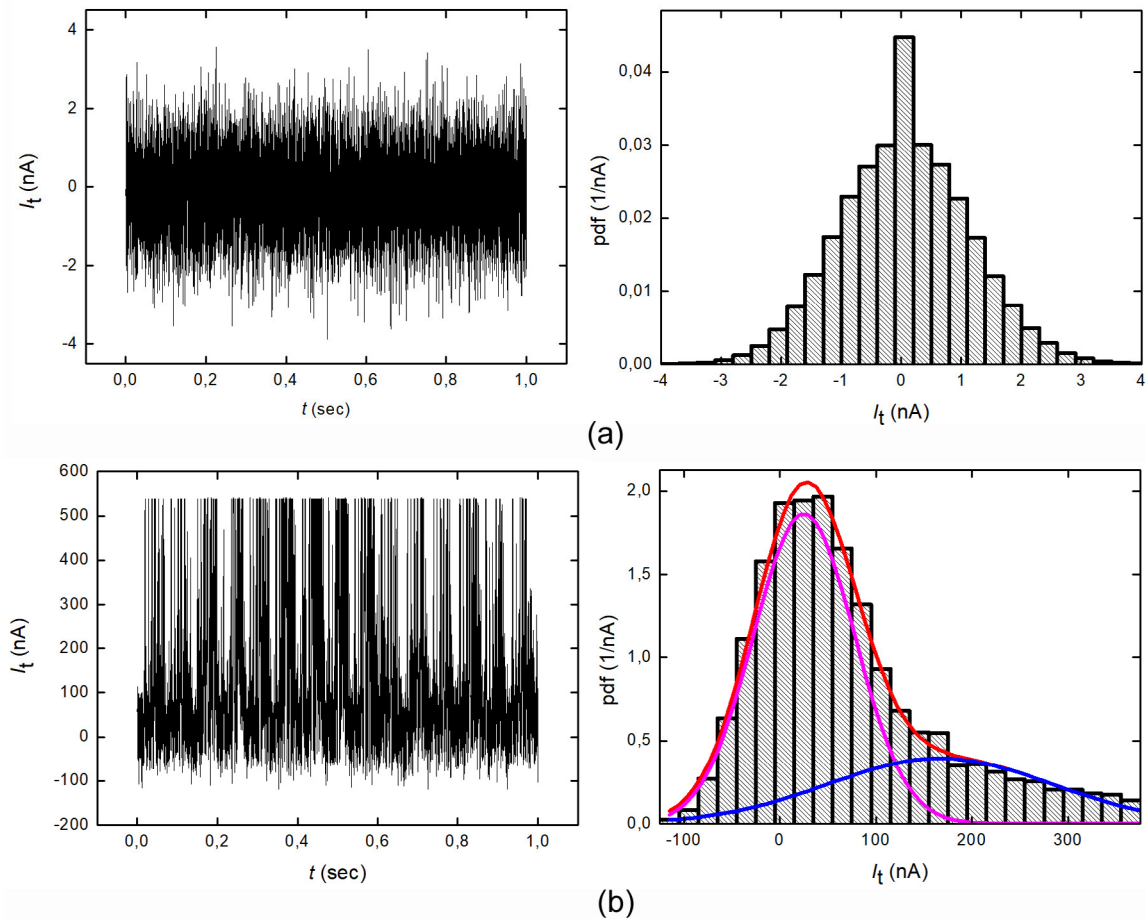 4
2
0
-2
-4
I_t (nA)
0,0 0,2 0,4 0,6 0,8 1,0
t (sec)
0,04
0,03
0,02
0,01
0,00
pdf (1/nA)
-4 -3 -2 -1 0 1 2 3 4
I_t (nA)
(a)
600
500
400
300
200
100
0
-100
-200
I_t (nA)
0,0 0,2 0,4 0,6 0,8 1,0
t (sec)
2,0
1,5
1,0
0,5
0,0
pdf (1/nA)
-100 0 100 200 300
I_t (nA)
(b)